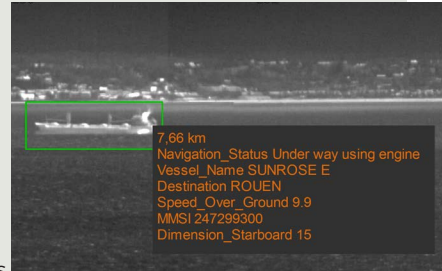 7,66 km
Navigation_Status Under way using engine
Vessel_Name SUNROSE E
Destination ROUEN
Speed_Over_Ground 9.9
MMSI 247299300
Dimension_Starboard 15